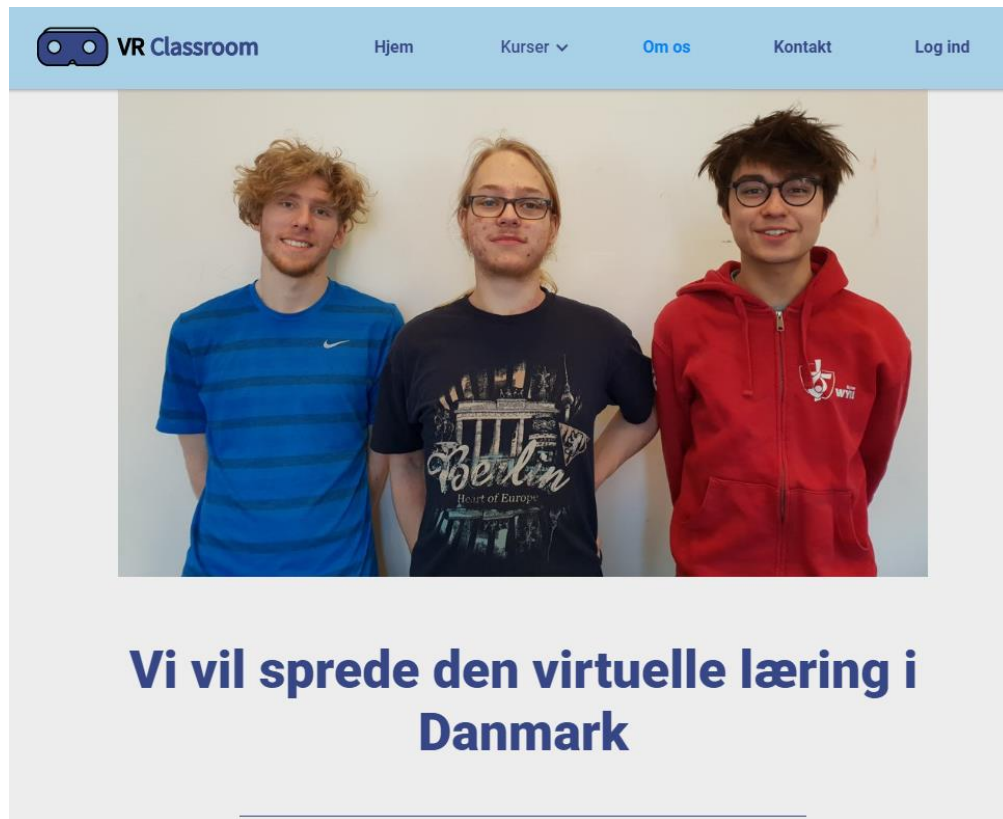 VR Classroom
Hjem
Kurser
Om os
Kontakt
Log ind
Berlin
Heart of Europe
Vi vil sprede den virtuelle læring i
Danmark